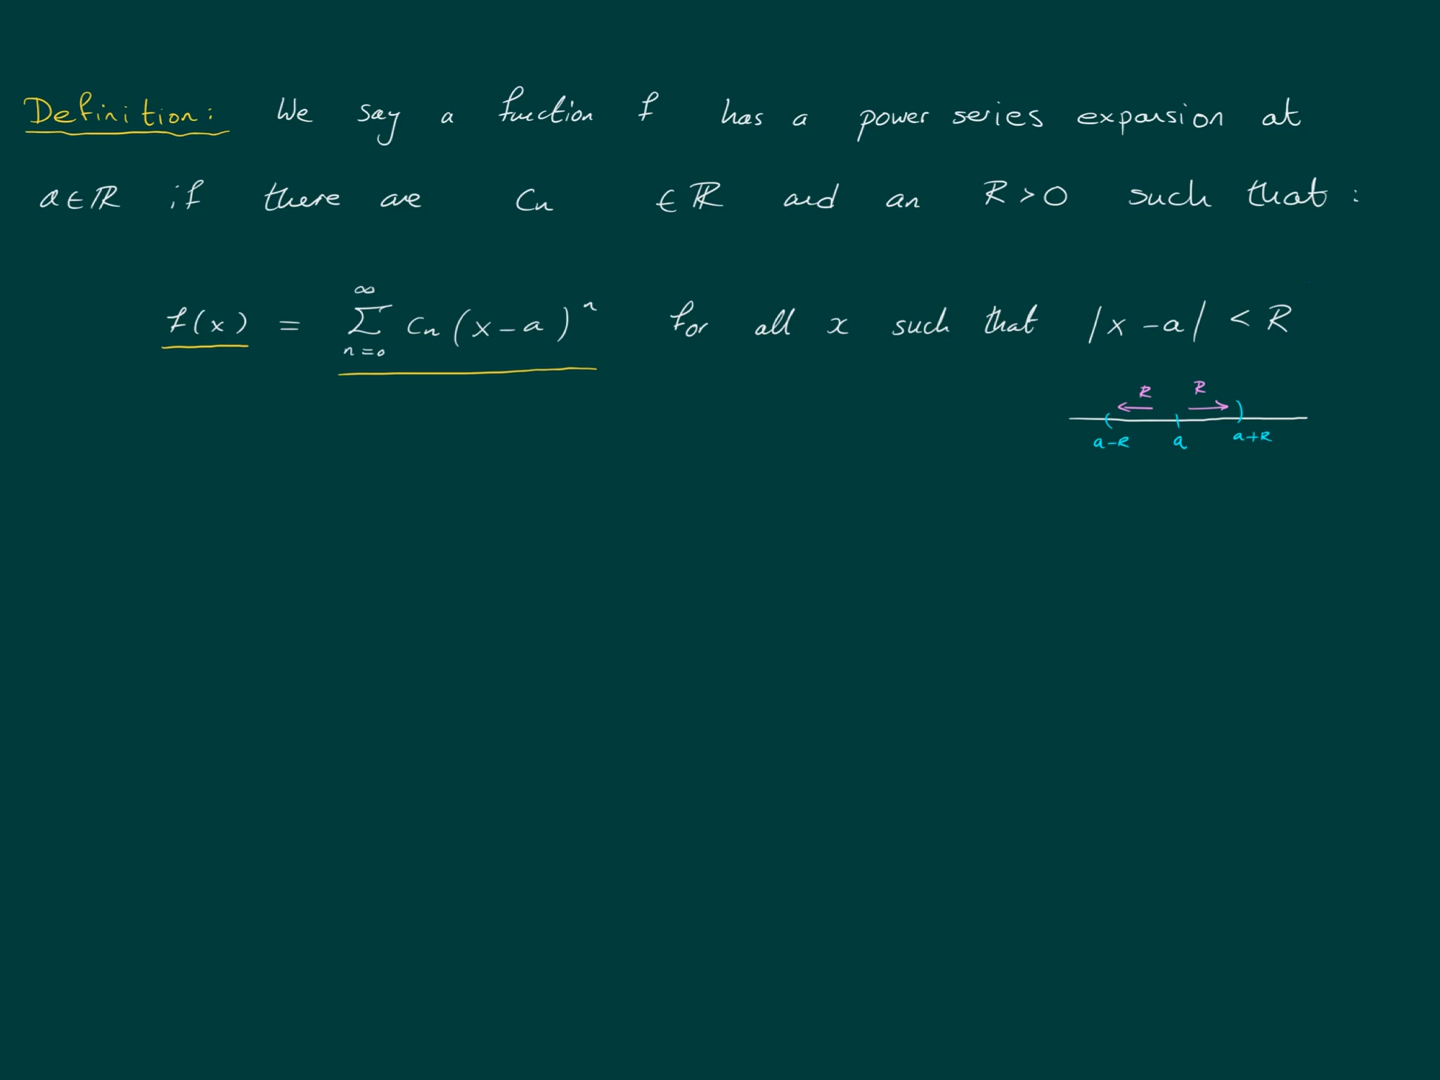 Definition: We say a function f has a power series expansion at
a ∈ ℝ if there are Cn ∈ ℝ and an R > 0 such that :
f(x) = ∞ Σ n=0 Cn (x - a)^n for all x such that |x - a| < R
R R
a-R a a+R